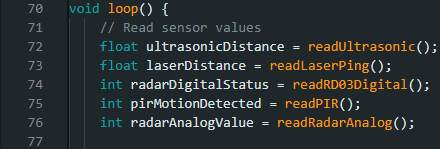 70 void loop() {
71 // Read sensor values
72 float ultrasonicDistance = readUltrasonic();
73 float laserDistance = readLaserPing();
74 int radarDigitalStatus = readRD03Digital();
75 int pirMotionDetected = readPIR();
76 int radarAnalogValue = readRadarAnalog();
77